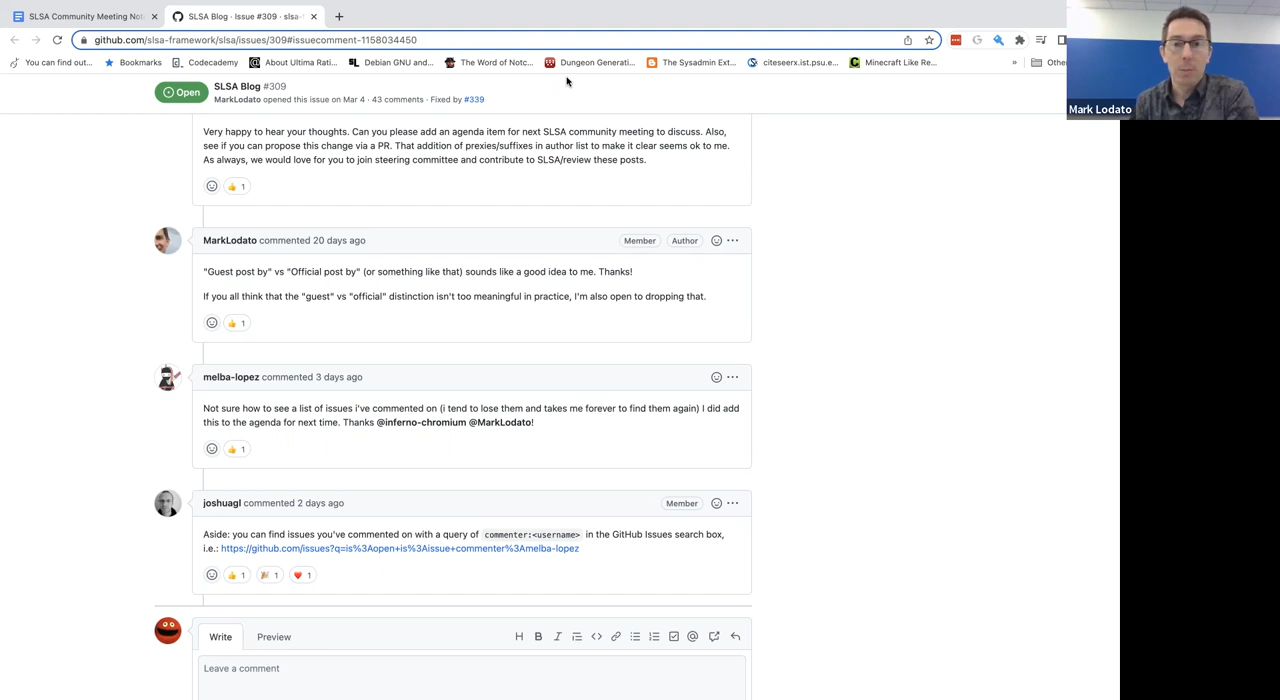 SLSA Community Meeting Not
SLSA Blog · Issue #309 · slsa-
github.com/slsa-framework/slsa/issues/309#issuecomment-1158034450
You can find out...
Bookmarks
Codecademy
About Ultima Rati...
Debian GNU and...
The Word of Notc...
Dungeon Generati...
The Sysadmin Ext...
citeseerx.ist.psu.e...
Minecraft Like Re...
»
Othe
Mark Lodato
Open
SLSA Blog #309
MarkLodato opened this issue on Mar 4 · 43 comments · Fixed by #339
Very happy to hear your thoughts. Can you please add an agenda item for next SLSA community meeting to discuss. Also,
see if you can propose this change via a PR. That addition of prexies/suffixes in author list to make it clear seems ok to me.
As always, we would love for you to join steering committee and contribute to SLSA/review these posts.
1
MarkLodato commented 20 days ago
Member
Author
"Guest post by" vs "Official post by" (or something like that) sounds like a good idea to me. Thanks!
If you all think that the "guest" vs "official" distinction isn't too meaningful in practice, I'm also open to dropping that.
1
melba-lopez commented 3 days ago
Not sure how to see a list of issues i've commented on (i tend to lose them and takes me forever to find them again) I did add
this to the agenda for next time. Thanks @inferno-chromium @MarkLodato!
1
joshuagl commented 2 days ago
Member
Aside: you can find issues you've commented on with a query of commenter:<username> in the GitHub Issues search box,
i.e.: https://github.com/issues?q=is%3Aopen+is%3Aissue+commenter%3Amelba-lopez
1
1
1
Write
Preview
Leave a comment